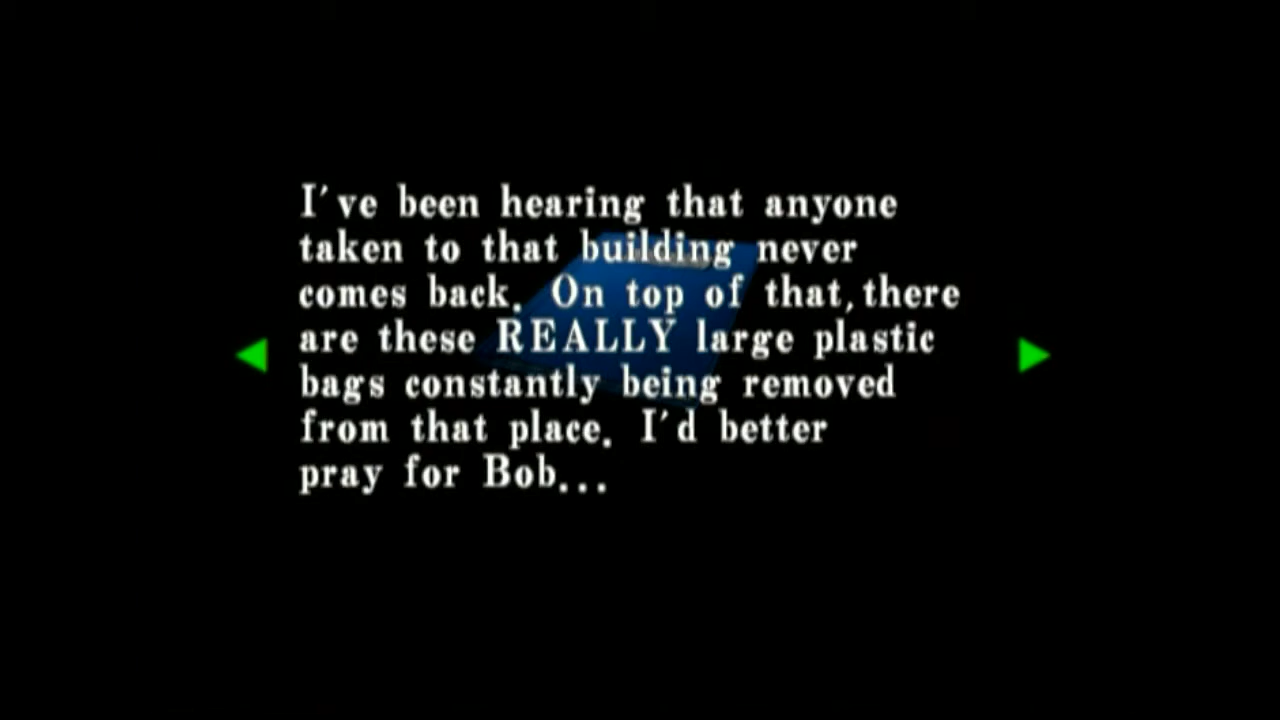 I've been hearing that anyone
taken to that building never
comes back. On top of that, there
are these REALLY large plastic
bags constantly being removed
from that place. I'd better
pray for Bob...